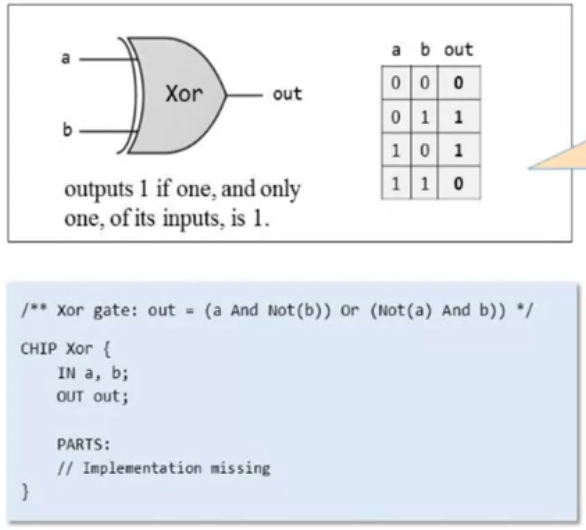 a
b
Xor
out
outputs 1 if one, and only
one, of its inputs, is 1.
a b out
0 0 0
0 1 1
1 0 1
1 1 0
/** Xor gate: out = (a And Not(b)) Or (Not(a) And b)) */
CHIP Xor {
IN a, b;
OUT out;
PARTS:
// Implementation missing
}